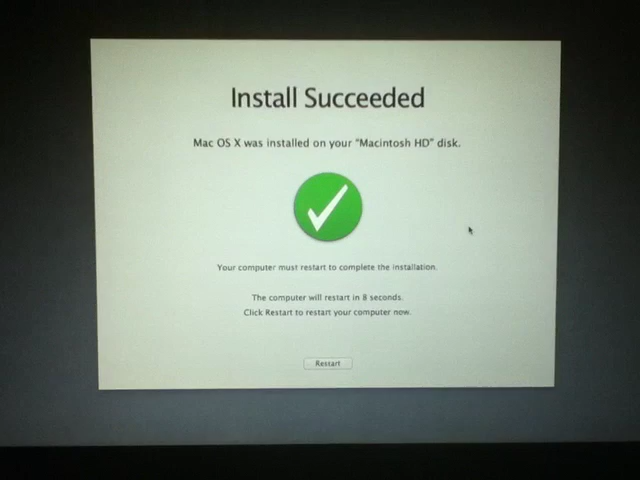 Install Succeeded
Mac OS X was installed on your "Macintosh HD" disk.
Your computer must restart to complete the installation.
The computer will restart in 8 seconds.
Click Restart to restart your computer now.
Restart